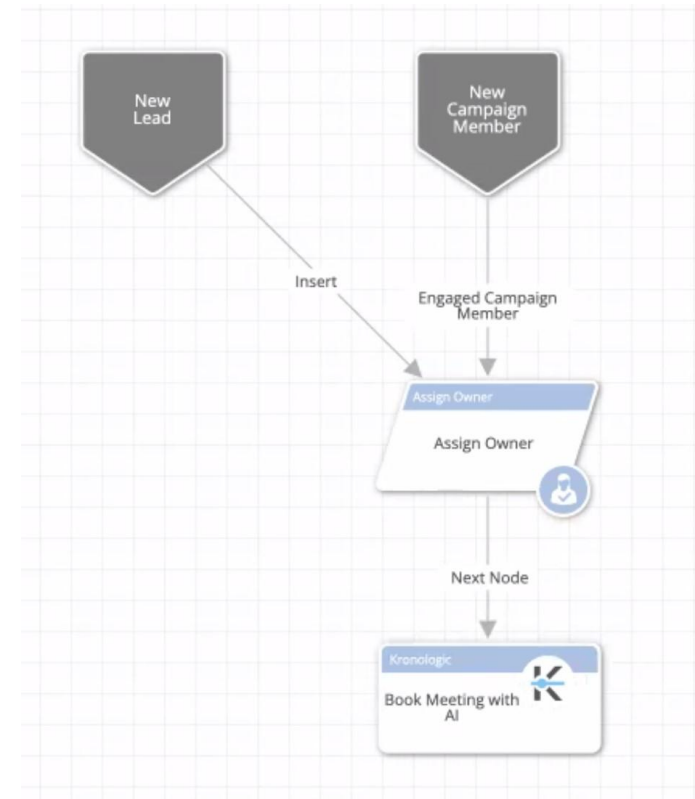 New
Lead
New
Campaign
Member
Insert
Engaged Campaign
Member
Assign Owner
Assign Owner
Next Node
Kronologic
Book Meeting with
AI